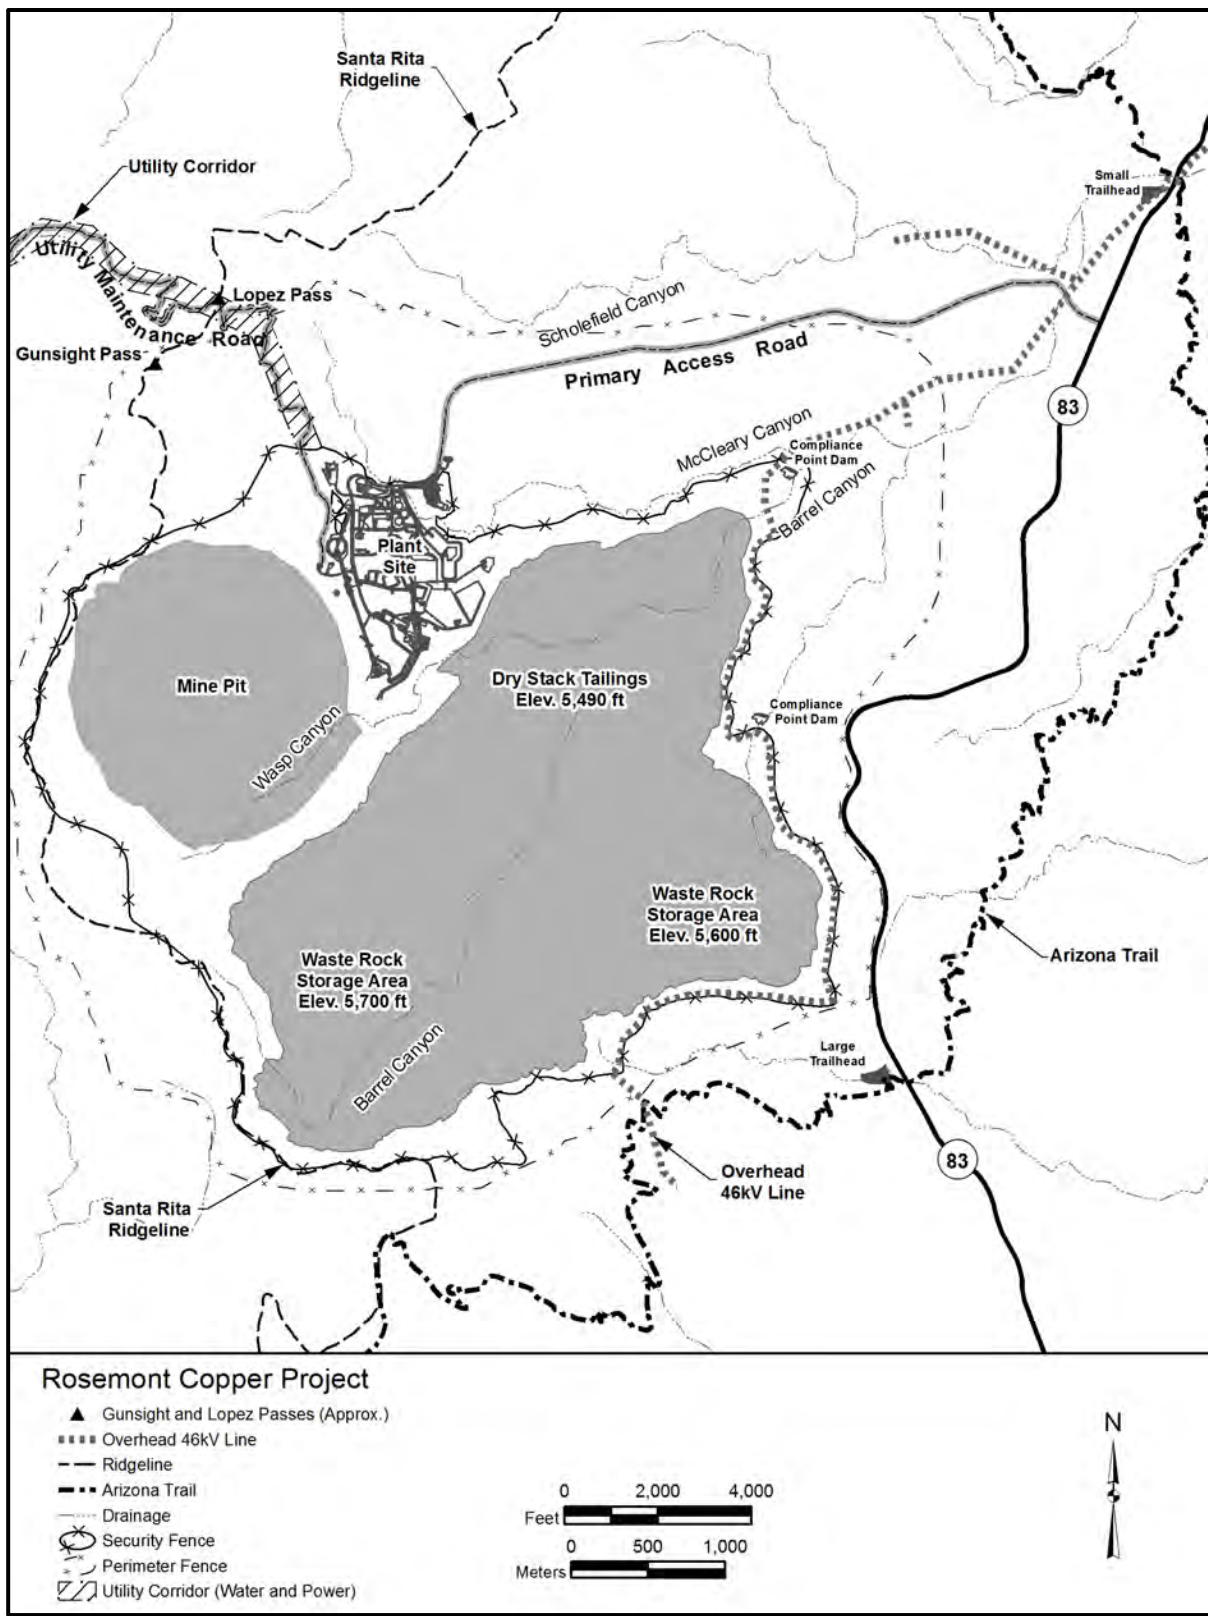 Santa Rita
Ridgeline
Utility Corridor
Small
Trailhead
Utility Maintenance Road
Lopez Pass
Scholefield Canyon
Gunsight Pass
Primary Access Road
83
McCleary Canyon
Compliance
Point Dam
Barrel Canyon
Plant
Site
Mine Pit
Dry Stack Tailings
Elev. 5,490 ft
Compliance
Point Dam
Wasp Canyon
Waste Rock
Storage Area
Elev. 5,600 ft
Arizona Trail
Waste Rock
Storage Area
Elev. 5,700 ft
Barrel Canyon
Large
Trailhead
83
Overhead
46kV Line
Santa Rita
Ridgeline
Rosemont Copper Project
Gunsight and Lopez Passes (Approx.)
Overhead 46kV Line
Ridgeline
Arizona Trail
Drainage
Security Fence
Perimeter Fence
Utility Corridor (Water and Power)
0 2,000 4,000
Feet
0 500 1,000
Meters
N